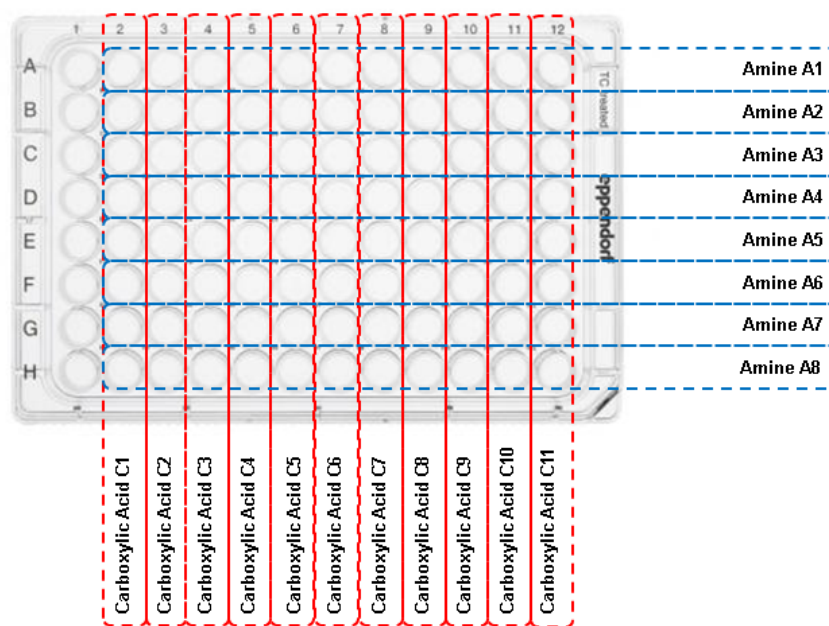 1 2 3 4 5 6 7 8 9 10 11 12
A
B
C
D
E
F
G
H
TC treated
eppendorf
Amine A1
Amine A2
Amine A3
Amine A4
Amine A5
Amine A6
Amine A7
Amine A8
Carboxylic Acid C1
Carboxylic Acid C2
Carboxylic Acid C3
Carboxylic Acid C4
Carboxylic Acid C5
Carboxylic Acid C6
Carboxylic Acid C7
Carboxylic Acid C8
Carboxylic Acid C9
Carboxylic Acid C10
Carboxylic Acid C11